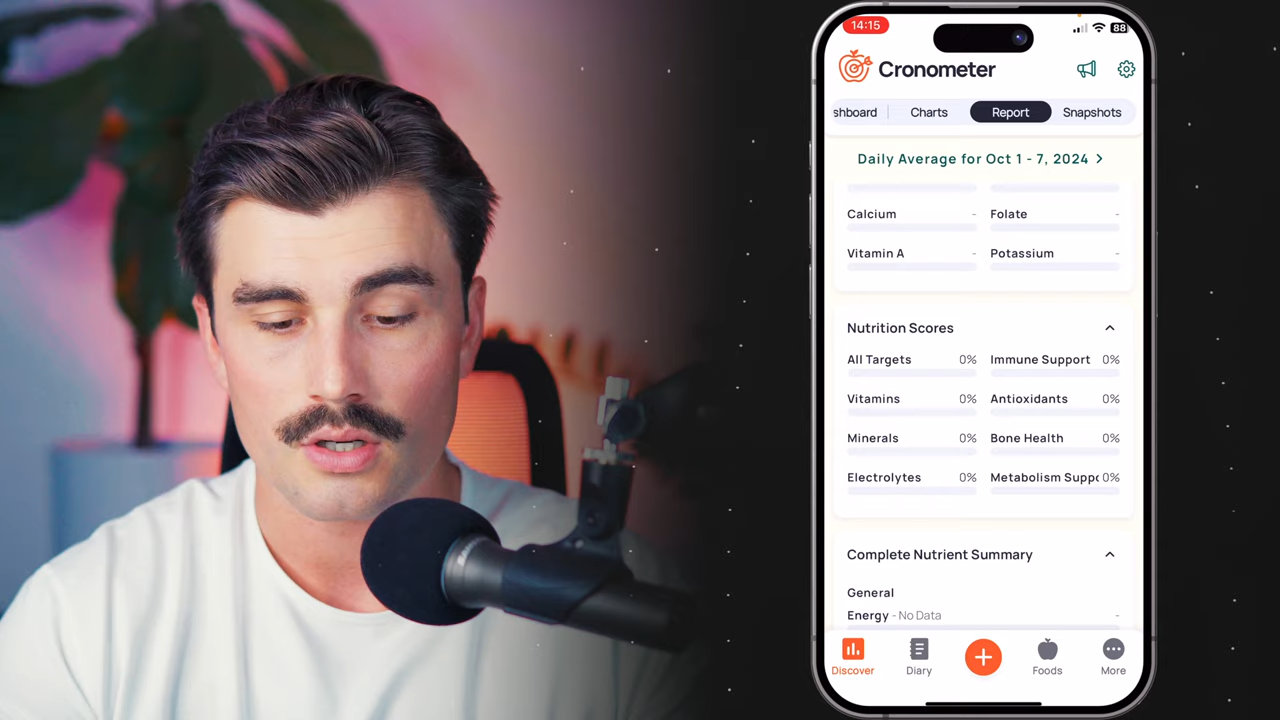 14:15
88
Cronometer
shboard
Charts
Report
Snapshots
Daily Average for Oct 1 - 7, 2024
Calcium -
Folate -
Vitamin A -
Potassium -
Nutrition Scores
All Targets 0%
Immune Support 0%
Vitamins 0%
Antioxidants 0%
Minerals 0%
Bone Health 0%
Electrolytes 0%
Metabolism Suppo 0%
Complete Nutrient Summary
General
Energy - No Data -
Discover
Diary
Foods
More